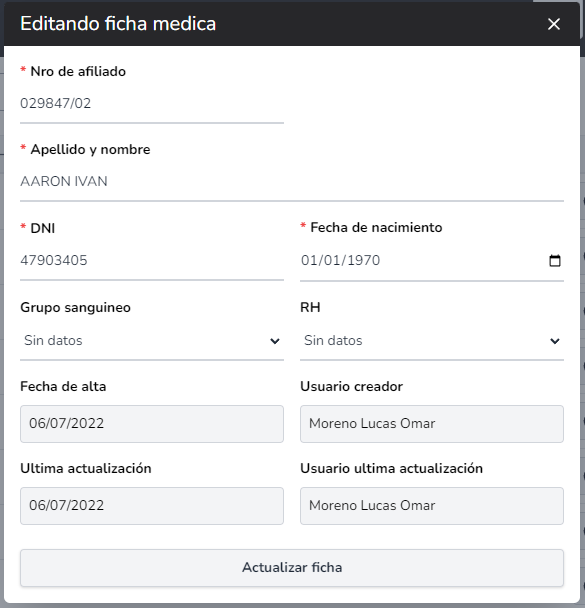 Editando ficha medica
* Nro de afiliado
029847/02
* Apellido y nombre
AARON IVAN
* DNI
* Fecha de nacimiento
47903405
01/01/1970
Grupo sanguineo
RH
Sin datos
Sin datos
Fecha de alta
Usuario creador
06/07/2022
Moreno Lucas Omar
Ultima actualización
Usuario ultima actualización
06/07/2022
Moreno Lucas Omar
Actualizar ficha